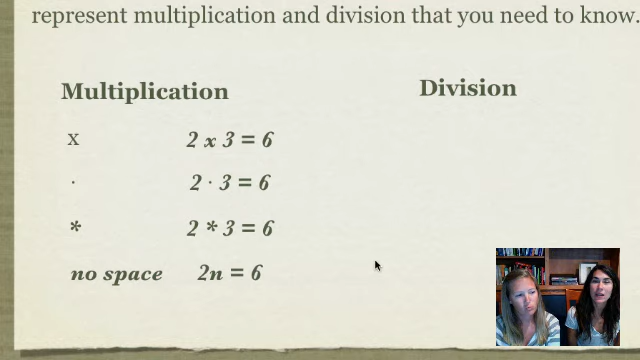 represent multiplication and division that you need to know.
Multiplication Division
x 2 x 3 = 6
· 2 · 3 = 6
* 2 * 3 = 6
no space 2n = 6